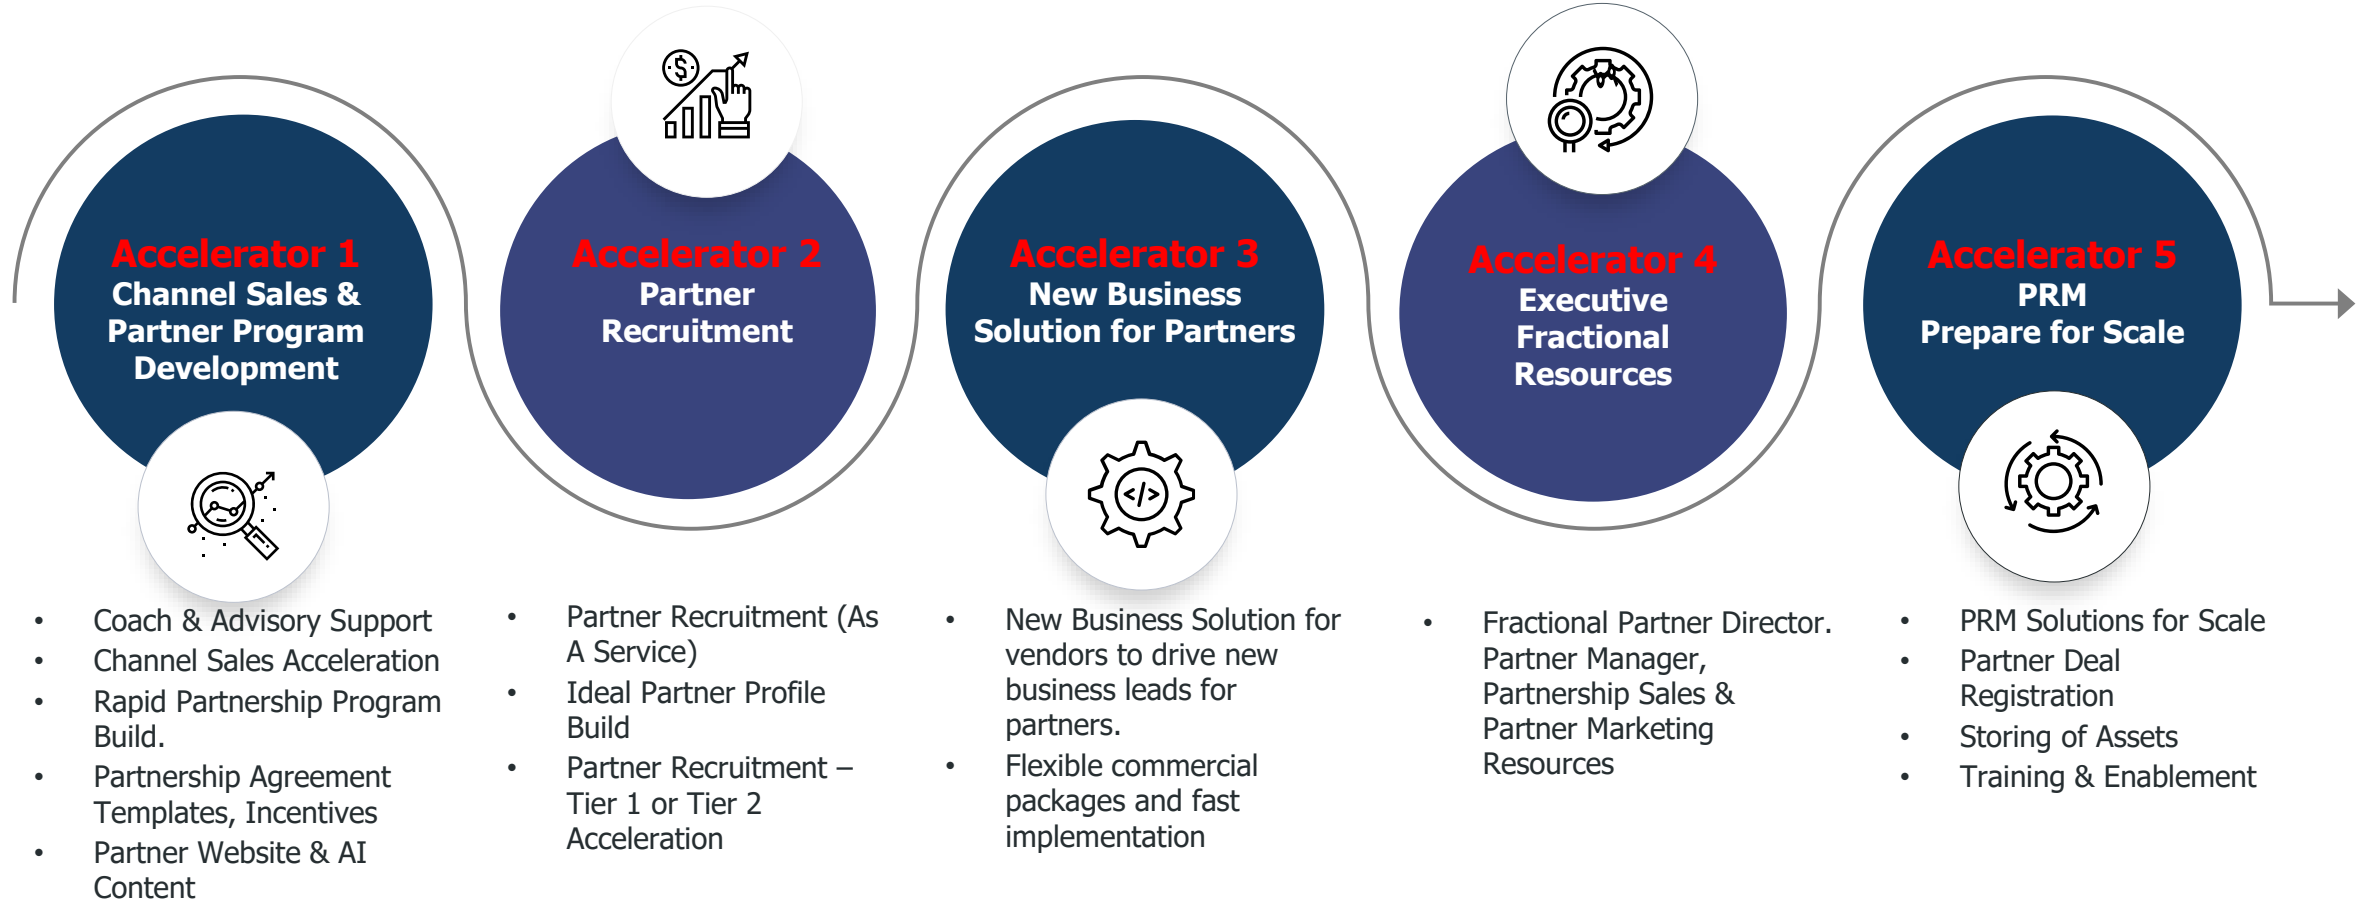 Accelerator 1
Channel Sales &
Partner Program
Development
Accelerator 2
Partner
Recruitment
Accelerator 3
New Business
Solution for Partners
Accelerator 4
Executive
Fractional
Resources
Accelerator 5
PRM
Prepare for Scale
$
</>
• Coach & Advisory Support
• Channel Sales Acceleration
• Rapid Partnership Program
Build.
• Partnership Agreement
Templates, Incentives
• Partner Website & AI
Content
• Partner Recruitment (As
A Service)
• Ideal Partner Profile
Build
• Partner Recruitment –
Tier 1 or Tier 2
Acceleration
• New Business Solution for
vendors to drive new
business leads for
partners.
• Flexible commercial
packages and fast
implementation
• Fractional Partner Director.
Partner Manager,
Partnership Sales &
Partner Marketing
Resources
• PRM Solutions for Scale
• Partner Deal
Registration
• Storing of Assets
• Training & Enablement